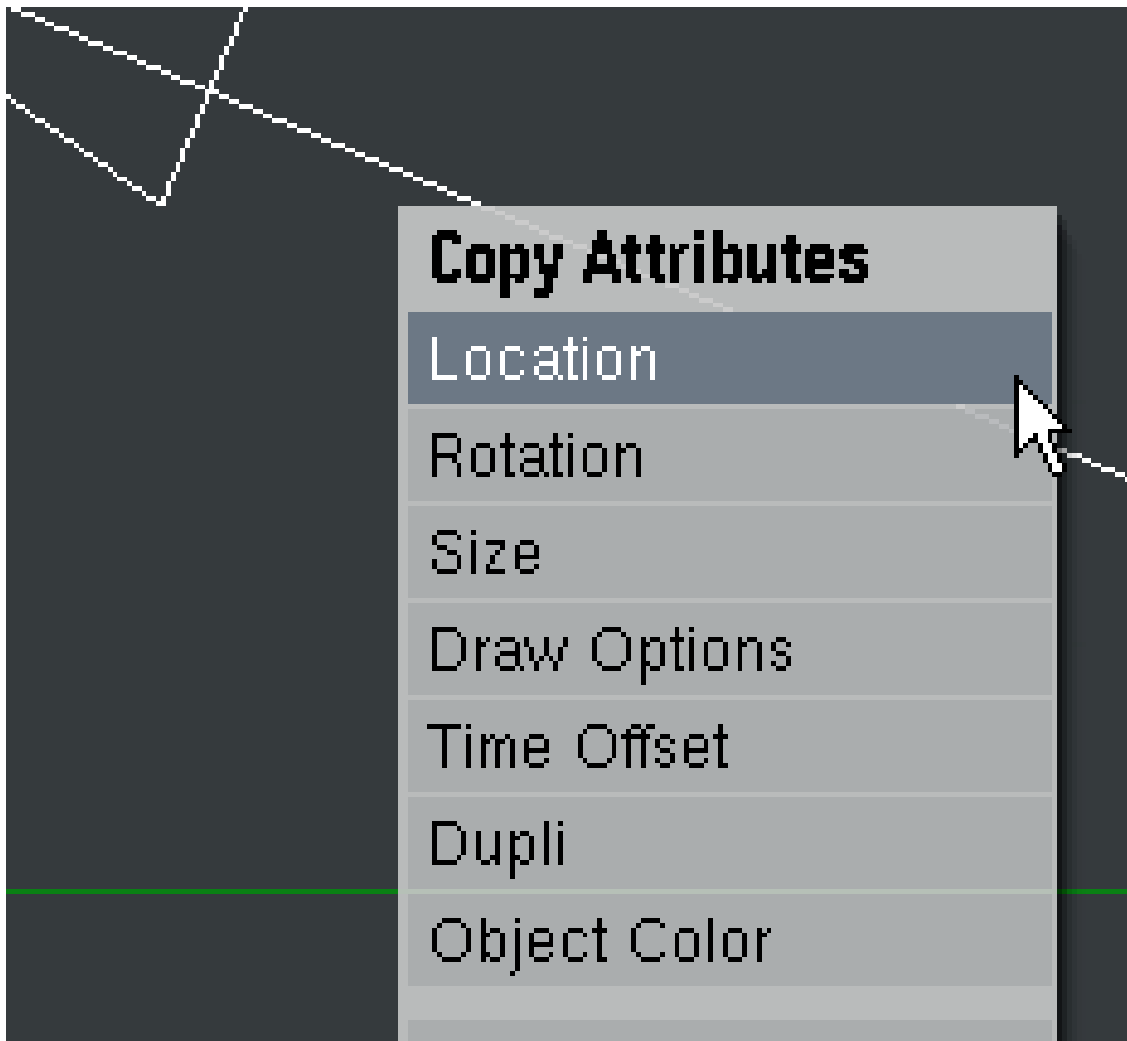 Copy Attributes
Location
Rotation
Size
Draw Options
Time Offset
Dupli
Object Color